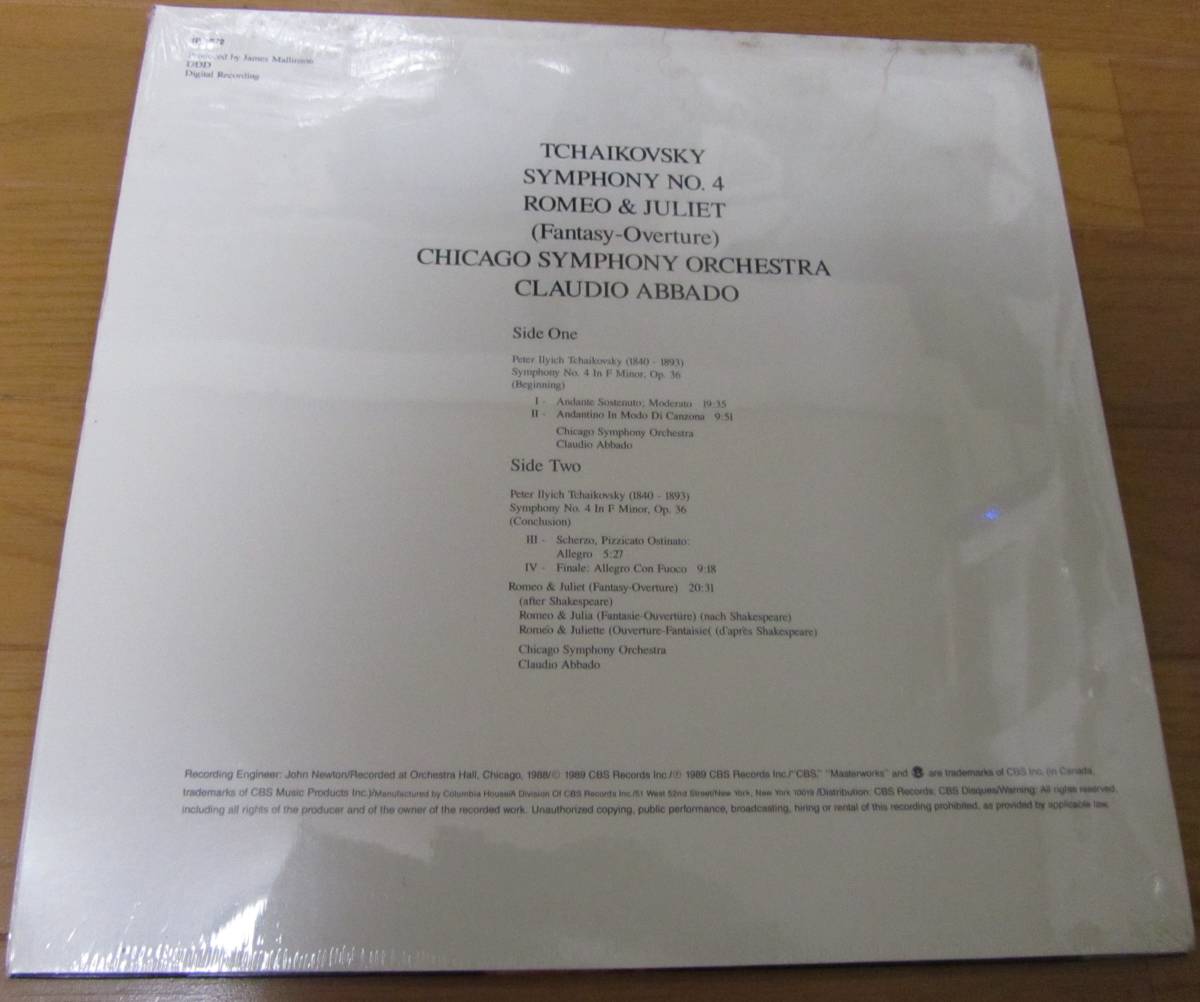 Produced by James Mallinson
DDD
Digital Recording
TCHAIKOVSKY
SYMPHONY NO. 4
ROMEO & JULIET
(Fantasy-Overture)
CHICAGO SYMPHONY ORCHESTRA
CLAUDIO ABBADO
Side One
Peter Ilyich Tchaikovsky (1840 - 1893)
Symphony No. 4 In F Minor, Op. 36
(Beginning)
I - Andante Sostenuto; Moderato 19:35
II - Andantino In Modo Di Canzona 9:51
Chicago Symphony Orchestra
Claudio Abbado
Side Two
Peter Ilyich Tchaikovsky (1840 - 1893)
Symphony No. 4 In F Minor, Op. 36
(Conclusion)
III - Scherzo, Pizzicato Ostinato:
Allegro 5:27
IV - Finale: Allegro Con Fuoco 9:18
Romeo & Juliet (Fantasy-Overture) 20:31
(after Shakespeare)
Romeo & Julia (Fantasie-Ouvertüre) (nach Shakespeare)
Roméo & Juliette (Ouverture-Fantaisie( (d'après Shakespeare)
Chicago Symphony Orchestra
Claudio Abbado
Recording Engineer: John Newton/Recorded at Orchestra Hall, Chicago, 1988/© 1989 CBS Records Inc./℗ 1989 CBS Records Inc./"CBS," "Masterworks" and are trademarks of CBS Inc. (in Canada,
trademarks of CBS Music Products Inc.)/Manufactured by Columbia House/A Division Of CBS Records Inc./51 West 52nd Street/New York, New York 10019 /Distribution: CBS Records; CBS Disques/Warning: All rights reserved,
including all rights of the producer and of the owner of the recorded work. Unauthorized copying, public performance, broadcasting, hiring or rental of this recording prohibited, as provided by applicable law.